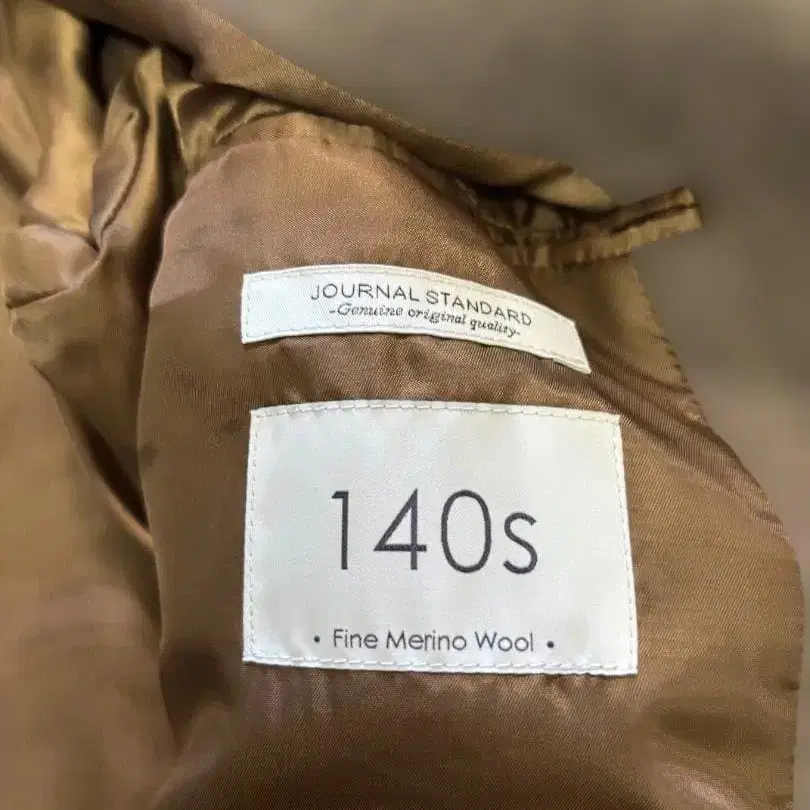 JOURNAL STANDARD
-Genuine original quality-
140s
• Fine Merino Wool •